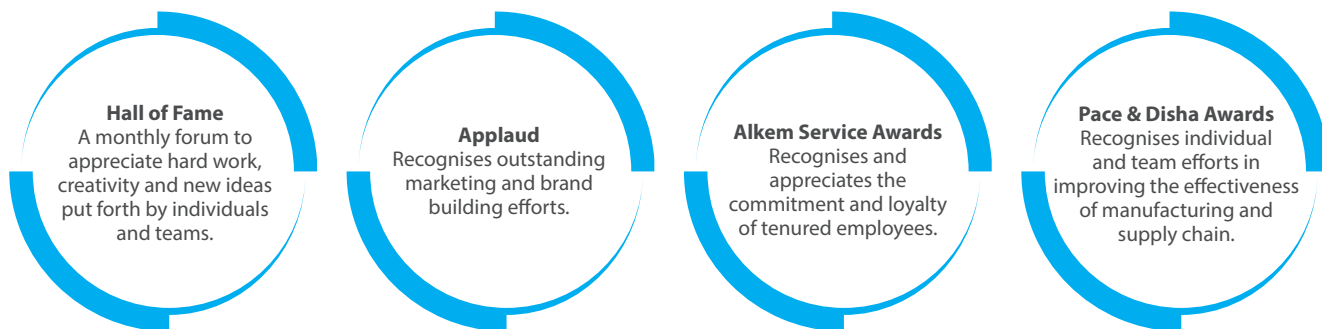 Hall of Fame
A monthly forum to
appreciate hard work,
creativity and new ideas
put forth by individuals
and teams.
Applaud
Recognises outstanding
marketing and brand
building efforts.
Alkem Service Awards
Recognises and
appreciates the
commitment and loyalty
of tenured employees.
Pace & Disha Awards
Recognises individual
and team efforts in
improving the effectiveness
of manufacturing and
supply chain.